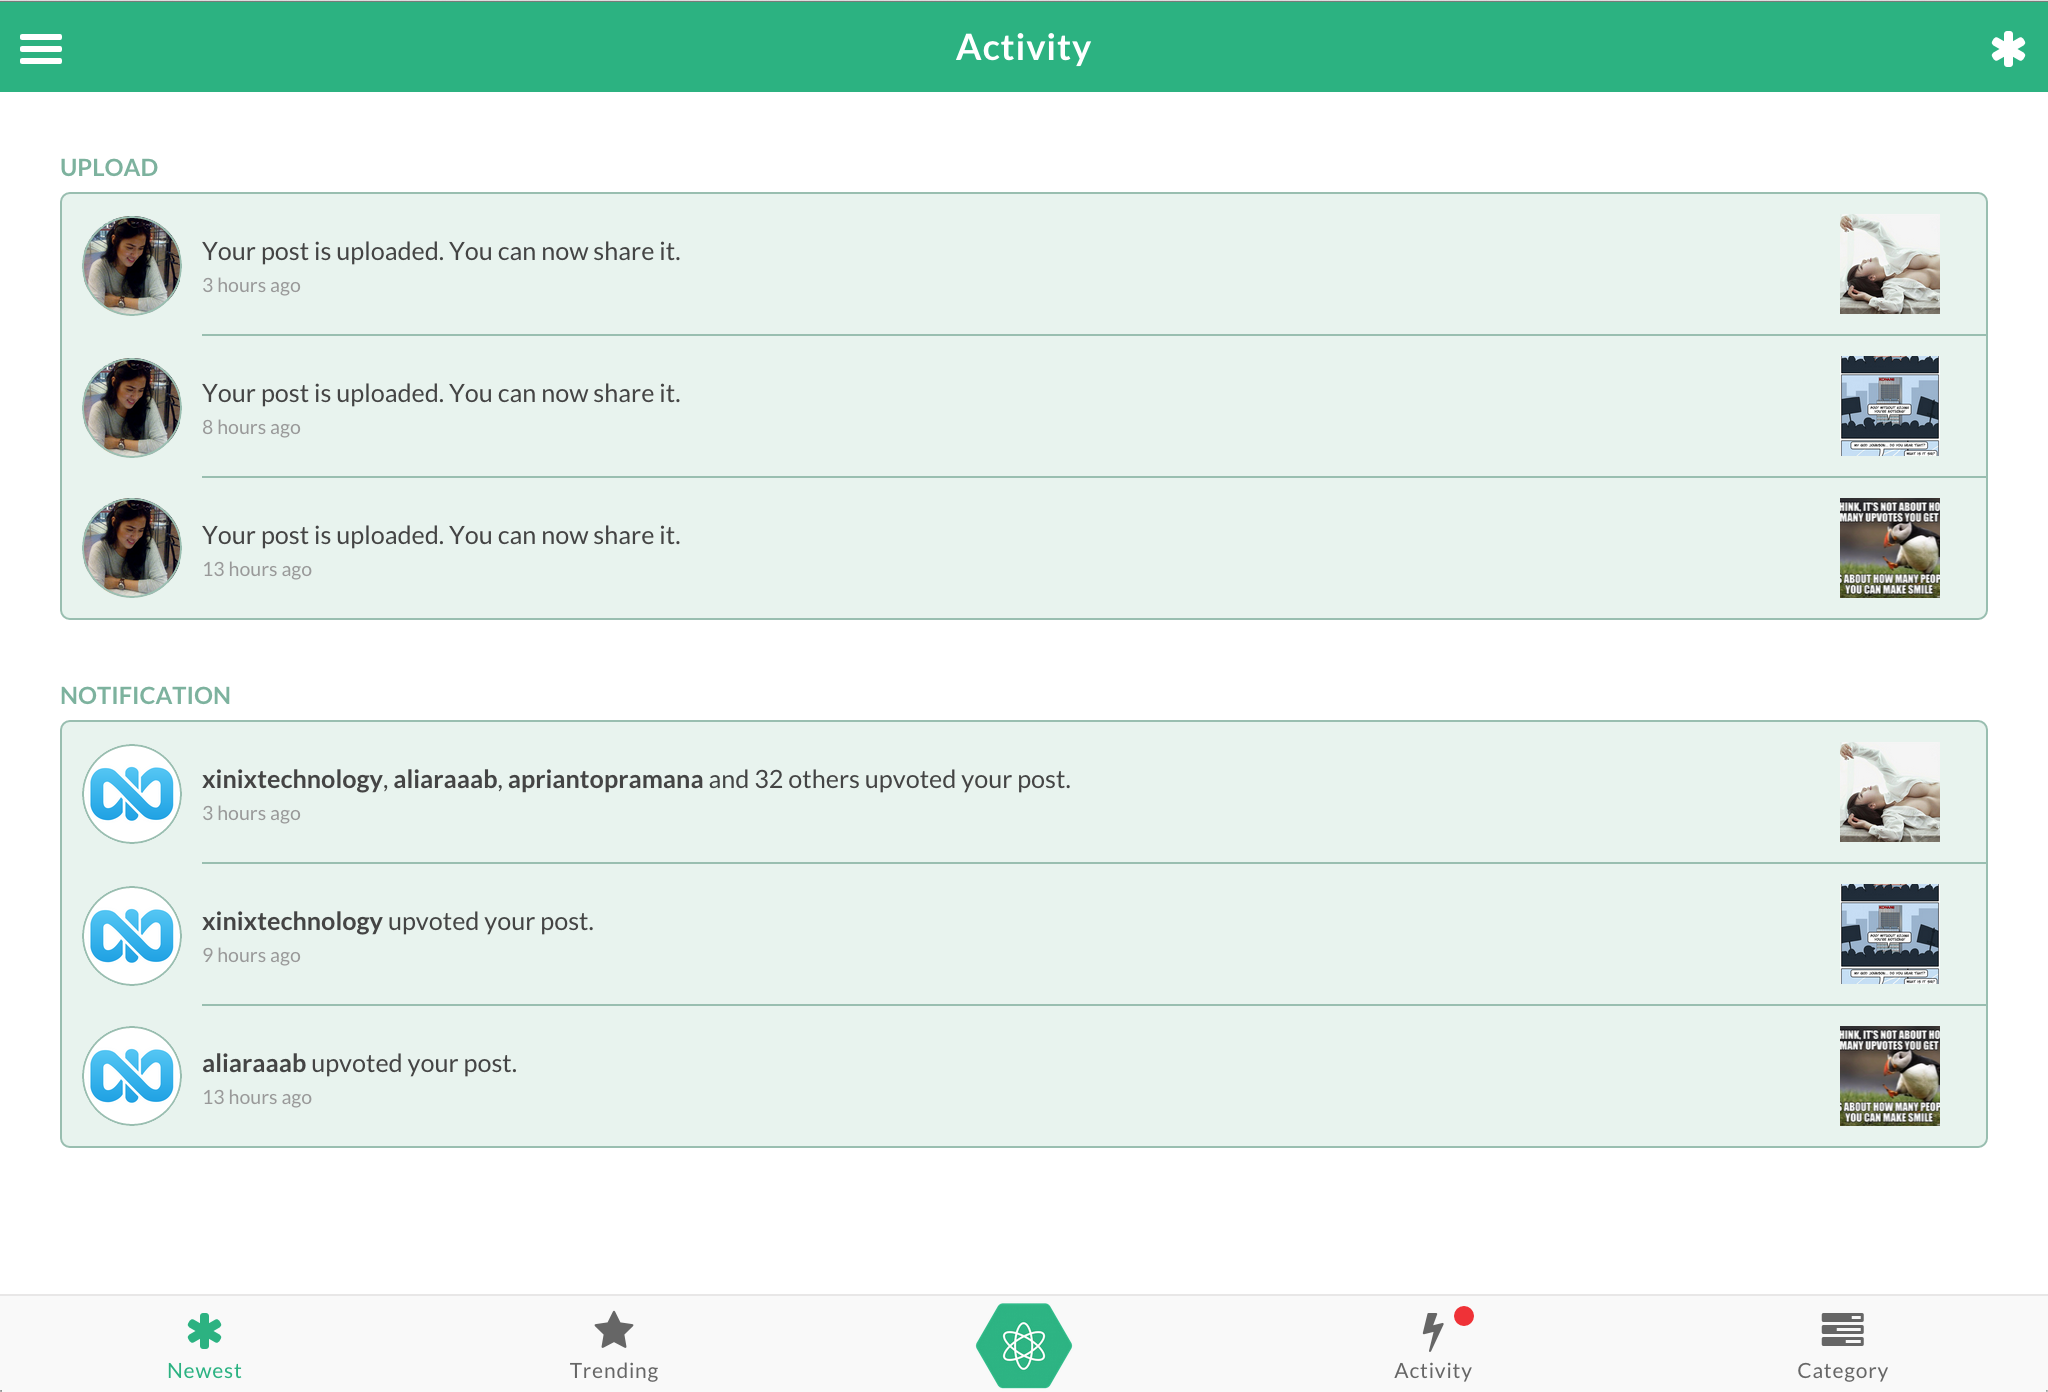 Activity
UPLOAD
Your post is uploaded. You can now share it.
3 hours ago
Your post is uploaded. You can now share it.
8 hours ago
KONAMI
Your post is uploaded. You can now share it.
13 hours ago
HINK, IT'S NOT ABOUT HO
MANY UPVOTES YOU GET
ABOUT HOW MANY PEOP
YOU CAN MAKE SMILE
NOTIFICATION
xinixtechnology, aliaraaab, apriantopramana and 32 others upvoted your post.
3 hours ago
xinixtechnology upvoted your post.
9 hours ago
KONAMI
aliaraaab upvoted your post.
13 hours ago
HINK, IT'S NOT ABOUT HO
MANY UPVOTES YOU GET
ABOUT HOW MANY PEOP
YOU CAN MAKE SMILE
Newest
Trending
Activity
Category